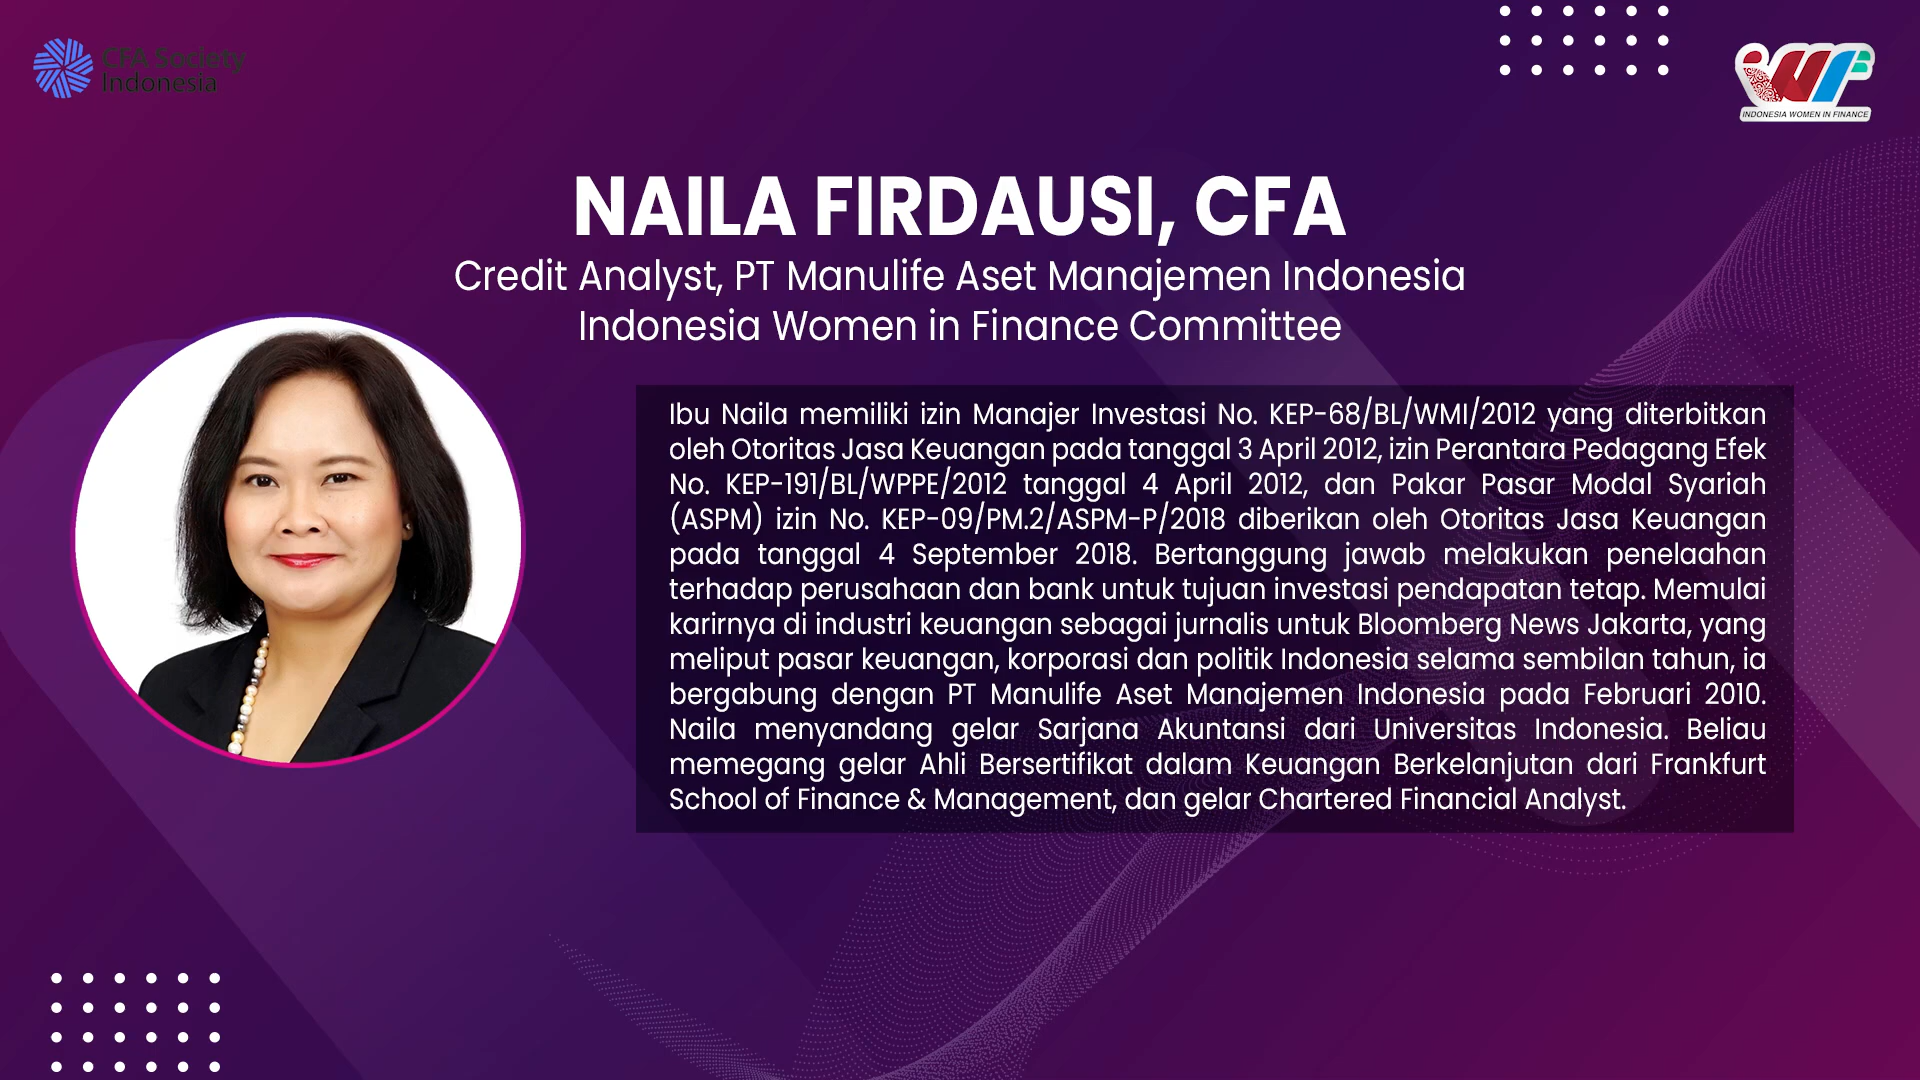 CFA Society
Indonesia
iWiF
INDONESIA WOMEN IN FINANCE
NAILA FIRDAUSI, CFA
Credit Analyst, PT Manulife Aset Manajemen Indonesia
Indonesia Women in Finance Committee
Ibu Naila memiliki izin Manajer Investasi No. KEP-68/BL/WMI/2012 yang diterbitkan
oleh Otoritas Jasa Keuangan pada tanggal 3 April 2012, izin Perantara Pedagang Efek
No. KEP-191/BL/WPPE/2012 tanggal 4 April 2012, dan Pakar Pasar Modal Syariah
(ASPM) izin No. KEP-09/PM.2/ASPM-P/2018 diberikan oleh Otoritas Jasa Keuangan
pada tanggal 4 September 2018. Bertanggung jawab melakukan penelaahan
terhadap perusahaan dan bank untuk tujuan investasi pendapatan tetap. Memulai
karirnya di industri keuangan sebagai jurnalis untuk Bloomberg News Jakarta, yang
meliput pasar keuangan, korporasi dan politik Indonesia selama sembilan tahun, ia
bergabung dengan PT Manulife Aset Manajemen Indonesia pada Februari 2010.
Naila menyandang gelar Sarjana Akuntansi dari Universitas Indonesia. Beliau
memegang gelar Ahli Bersertifikat dalam Keuangan Berkelanjutan dari Frankfurt
School of Finance & Management, dan gelar Chartered Financial Analyst.